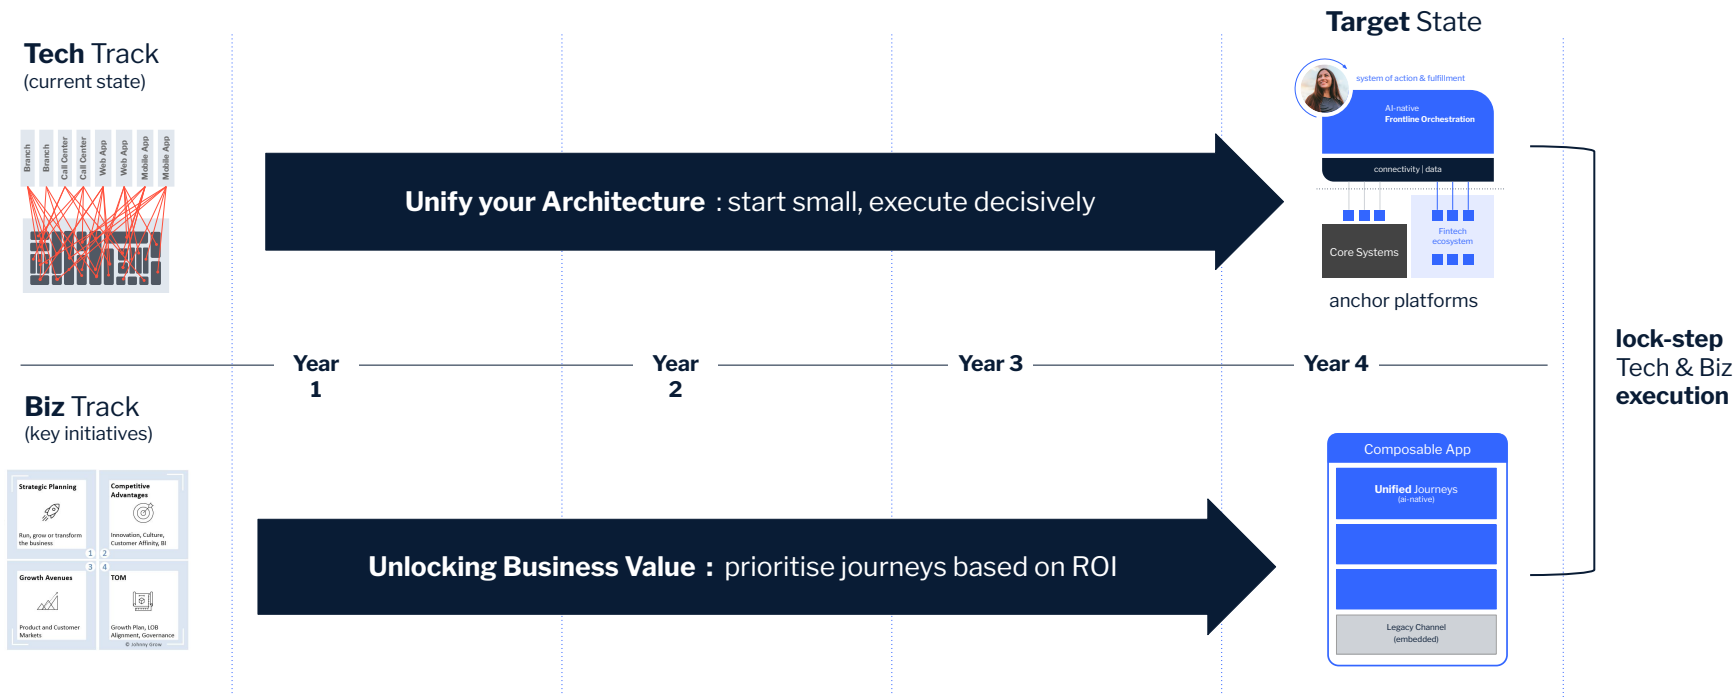 Target State
Tech Track
(current state)
Branch
Branch
Call Center
Call Center
Web App
Web App
Mobile App
Mobile App
Unify your Architecture : start small, execute decisively
system of action & fulfillment
AI-native
Frontline Orchestration
connectivity | data
Core Systems
Fintech
ecosystem
anchor platforms
Year
1
Year
2
Year 3
Year 4
lock-step
Tech & Biz
execution
Biz Track
(key initiatives)
Strategic Planning
Run, grow or transform
the business
1
Competitive
Advantages
Innovation, Culture,
Customer Affinity, BI
2
Growth Avenues
Product and Customer
Markets
3
TOM
Growth Plan, LOB
Alignment, Governance
4
© Johnny Grow
Unlocking Business Value : prioritise journeys based on ROI
Composable App
Unified Journeys
(ai-native)
Legacy Channel
(embedded)